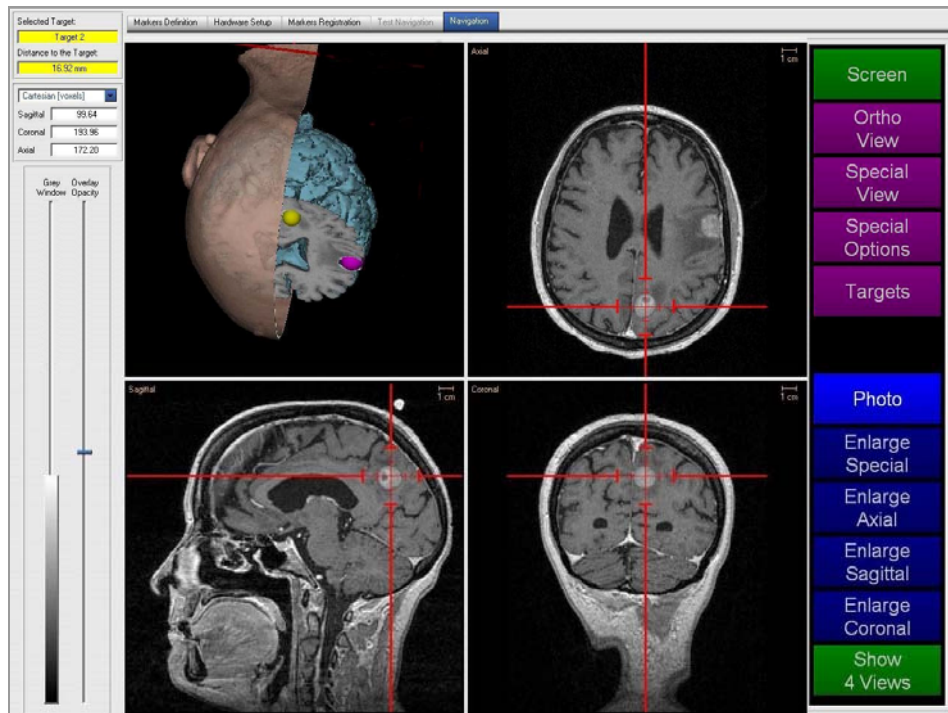 Selected Target:
Target 2
Distance to the Target:
16.92 mm
Cartesian [voxels]
Sagittal 99.64
Coronal 193.96
Axial 172.20
Grey Window
Overlay Opacity
Markers Definition Hardware Setup Markers Registration Test Navigation Navigation
Axial
1 cm
Sagittal
1 cm
Coronal
1 cm
Screen
Ortho
View
Special
View
Special
Options
Targets
Photo
Enlarge
Special
Enlarge
Axial
Enlarge
Sagittal
Enlarge
Coronal
Show
4 Views